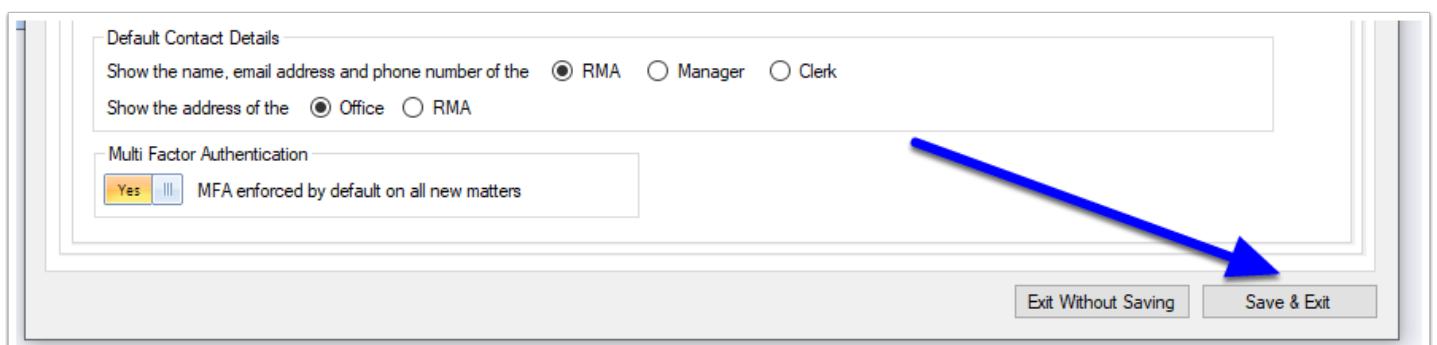 Default Contact Details
Show the name, email address and phone number of the RMA Manager Clerk
Show the address of the Office RMA
Multi Factor Authentication
Yes MFA enforced by default on all new matters
Exit Without Saving Save & Exit